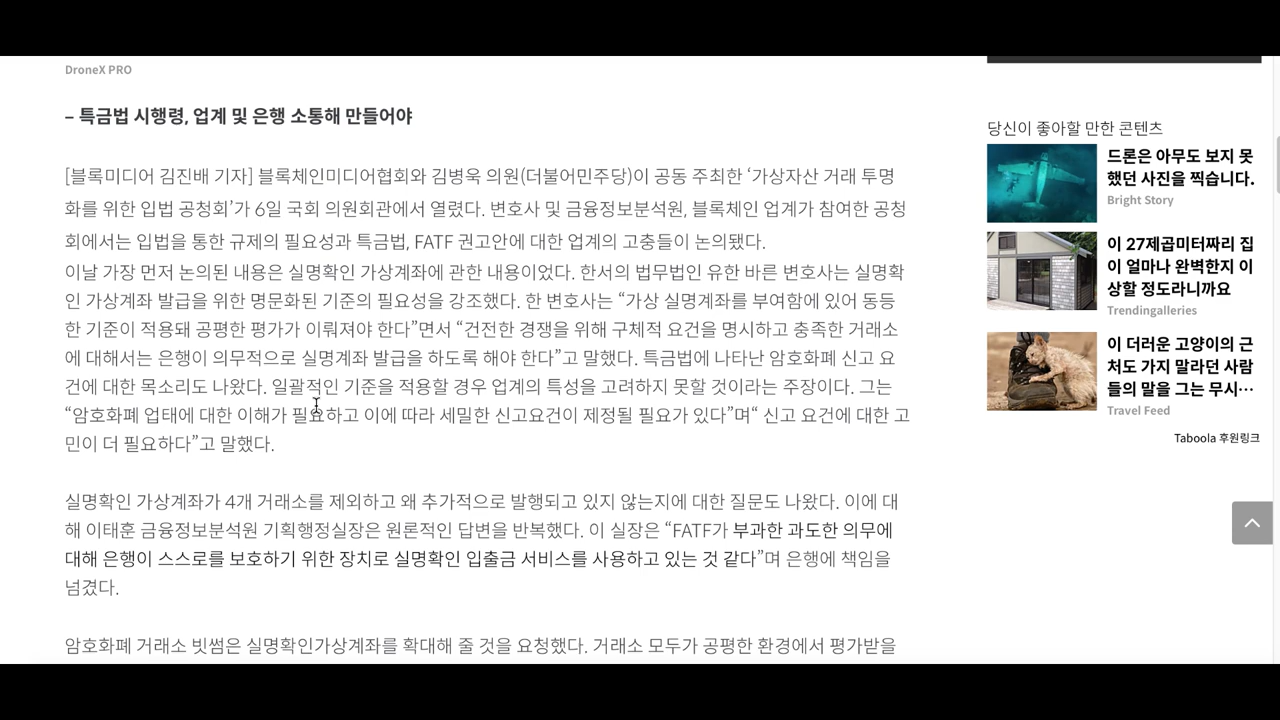 DroneX PRO
– 특금법 시행령, 업계 및 은행 소통해 만들어야
[블록미디어 김진배 기자] 블록체인미디어협회와 김병욱 의원(더불어민주당)이 공동 주최한 ‘가상자산 거래 투명
화를 위한 입법 공청회’가 6일 국회 의원회관에서 열렸다. 변호사 및 금융정보분석원, 블록체인 업계가 참여한 공청
회에서는 입법을 통한 규제의 필요성과 특금법, FATF 권고안에 대한 업계의 고충들이 논의됐다.
이날 가장 먼저 논의된 내용은 실명확인 가상계좌에 관한 내용이었다. 한서의 법무법인 유한 바른 변호사는 실명확
인 가상계좌 발급을 위한 명문화된 기준의 필요성을 강조했다. 한 변호사는 “가상 실명계좌를 부여함에 있어 동등
한 기준이 적용돼 공평한 평가가 이뤄져야 한다”면서 “건전한 경쟁을 위해 구체적 요건을 명시하고 충족한 거래소
에 대해서는 은행이 의무적으로 실명계좌 발급을 하도록 해야 한다”고 말했다. 특금법에 나타난 암호화폐 신고 요
건에 대한 목소리도 나왔다. 일괄적인 기준을 적용할 경우 업계의 특성을 고려하지 못할 것이라는 주장이다. 그는
“암호화폐 업태에 대한 이해가 필요하고 이에 따라 세밀한 신고요건이 제정될 필요가 있다”며“ 신고 요건에 대한 고
민이 더 필요하다”고 말했다.
실명확인 가상계좌가 4개 거래소를 제외하고 왜 추가적으로 발행되고 있지 않는지에 대한 질문도 나왔다. 이에 대
해 이태훈 금융정보분석원 기획행정실장은 원론적인 답변을 반복했다. 이 실장은 “FATF가 부과한 과도한 의무에
대해 은행이 스스로를 보호하기 위한 장치로 실명확인 입출금 서비스를 사용하고 있는 것 같다”며 은행에 책임을
넘겼다.
암호화폐 거래소 빗썸은 실명확인가상계좌를 확대해 줄 것을 요청했다. 거래소 모두가 공평한 환경에서 평가받을
당신이 좋아할 만한 콘텐츠
드론은 아무도 보지 못
했던 사진을 찍습니다.
Bright Story
이 27제곱미터짜리 집
이 얼마나 완벽한지 이
상할 정도라니까요
Trendingalleries
이 더러운 고양이의 근
처도 가지 말라던 사람
들의 말을 그는 무시…
Travel Feed
Taboola 후원링크